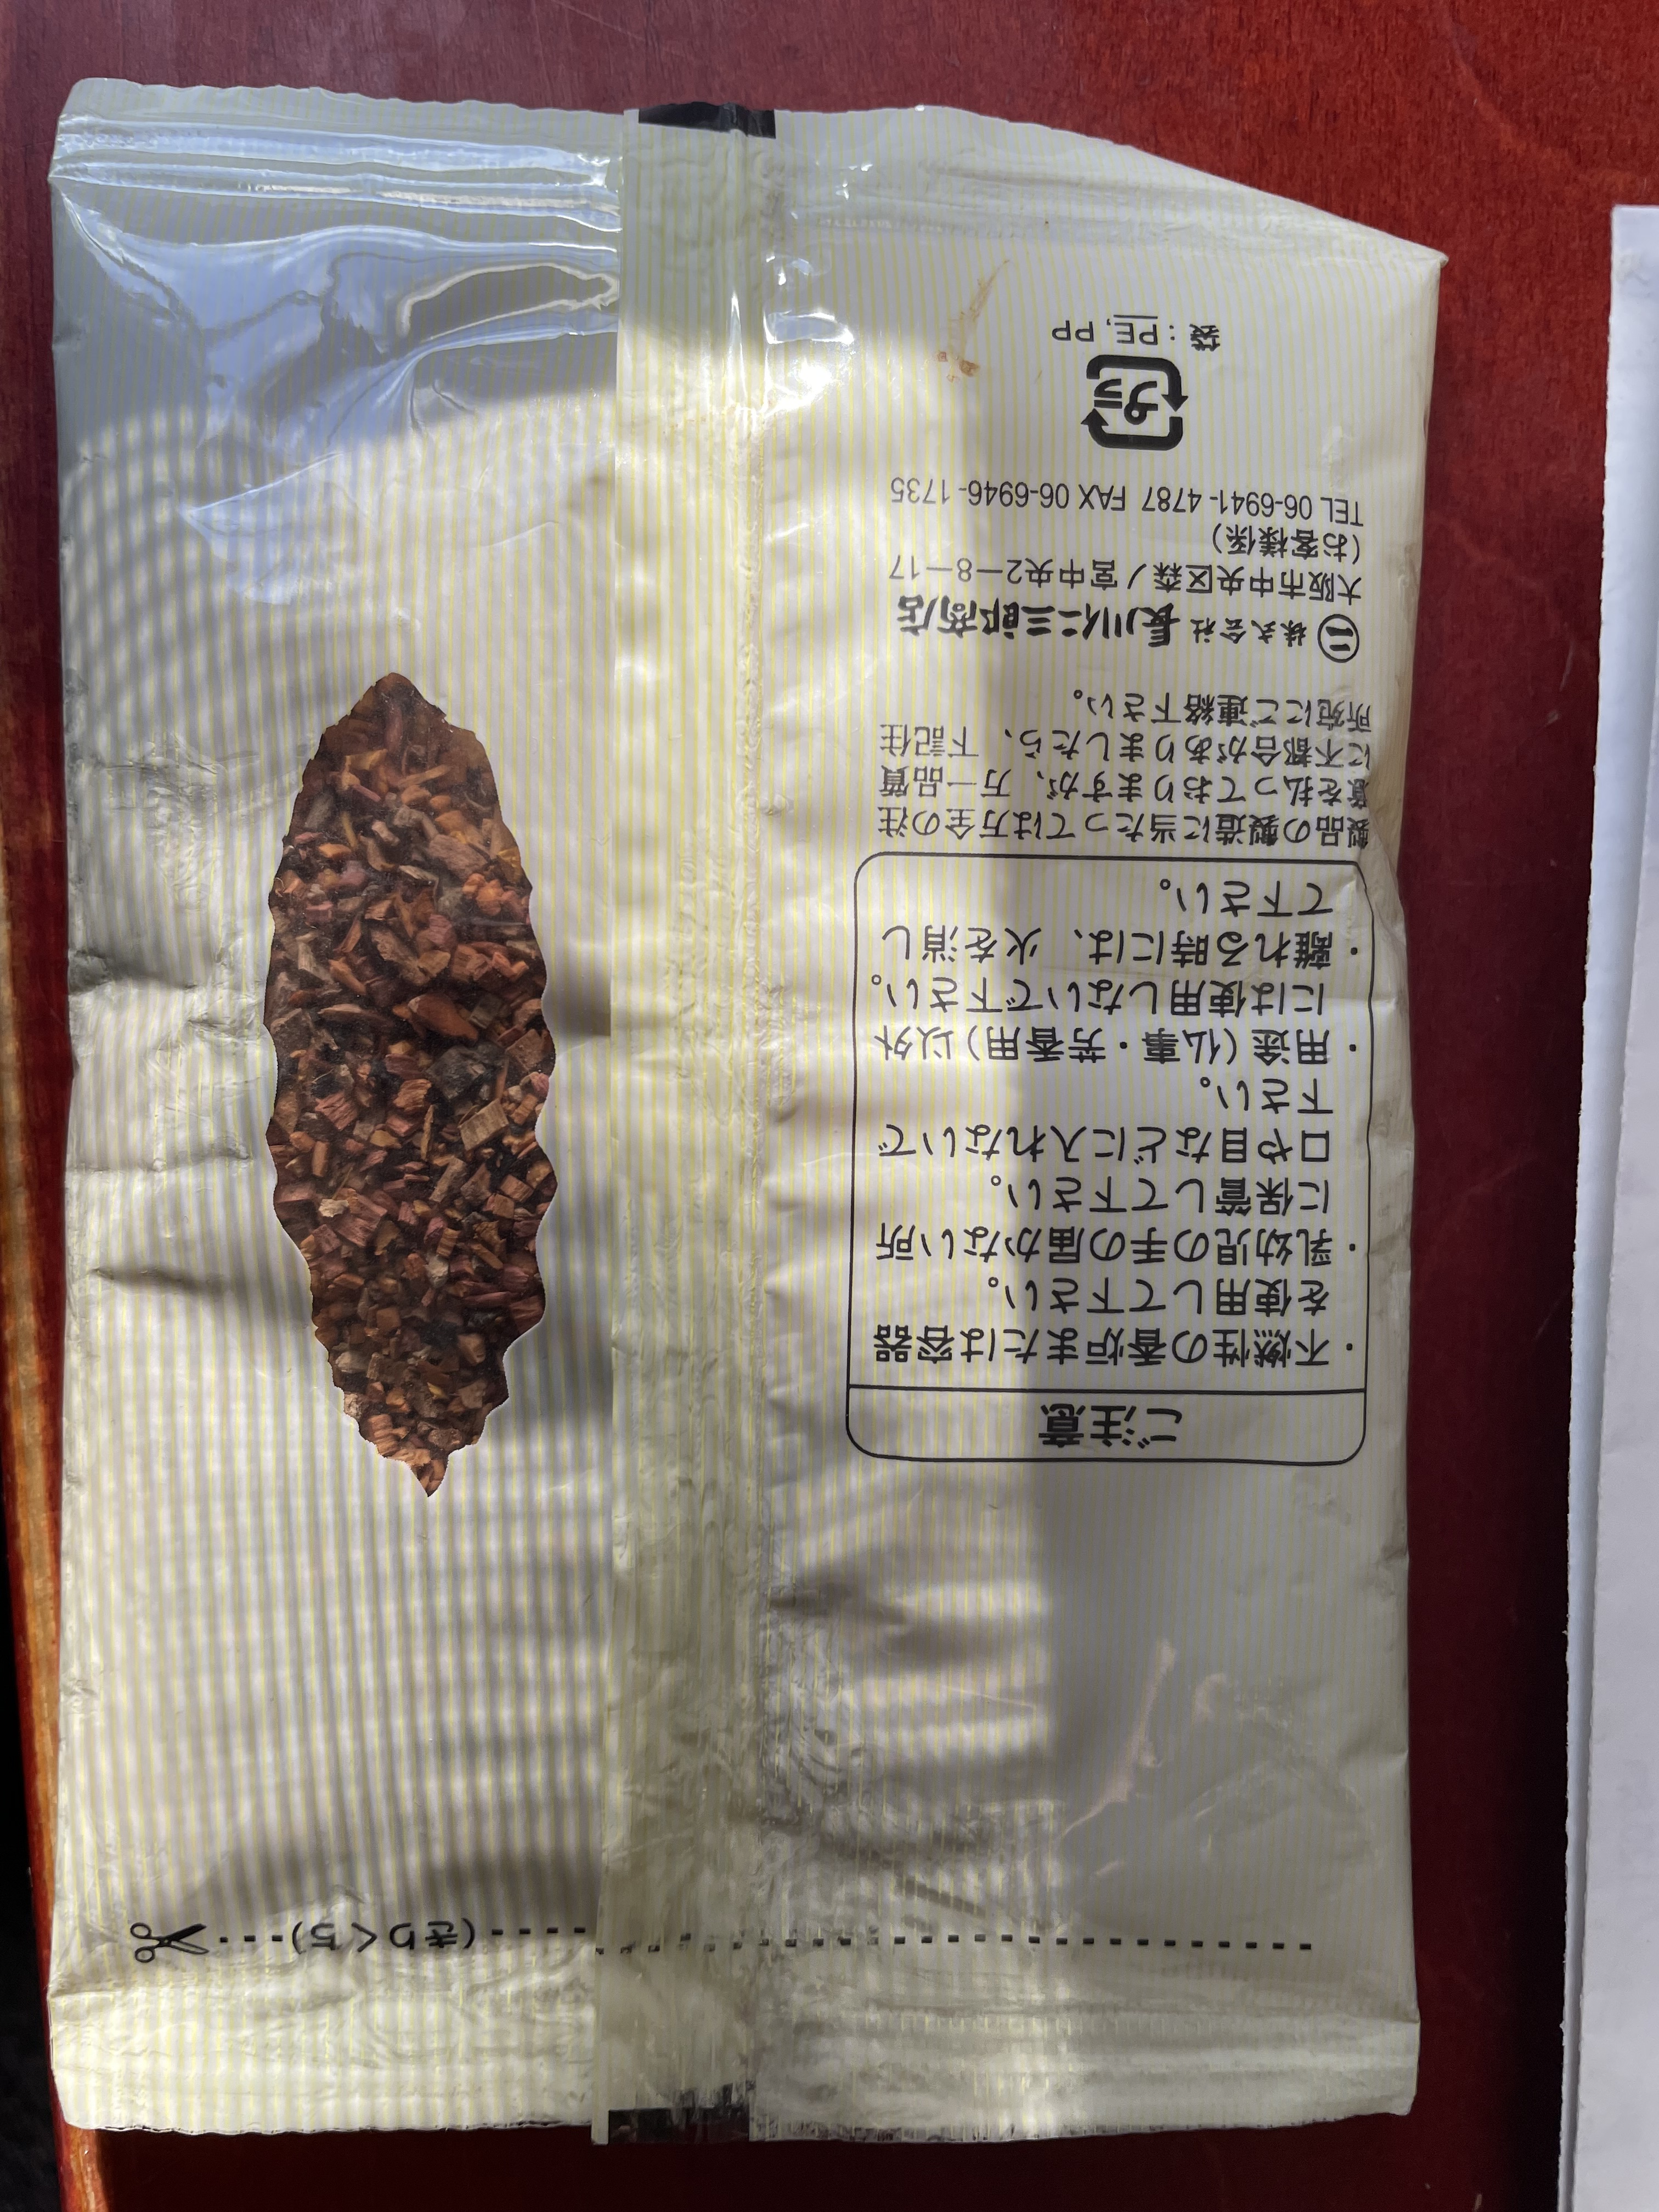 (きりくち)
ご注意
・不燃性の香炉または容器
を使用して下さい。
・乳幼児の手の届かない所
に保管して下さい。
口や目などに入れないで
下さい。
・用途(仏事・芳香用)以外
には使用しないで下さい。
・離れる時には、火を消し
て下さい。
製品の製造に当たっては万全の注
意を払っておりますが、万一品質
に不都合がありましたら、下記住
所宛にご連絡下さい。
㊁ 株式会社 長川仁三郎商店
大阪市中央区森ノ宮中央2−8−17
(お客様係)
TEL 06-6941-4787 FAX 06-6946-1735
プラ
袋:PE, PP